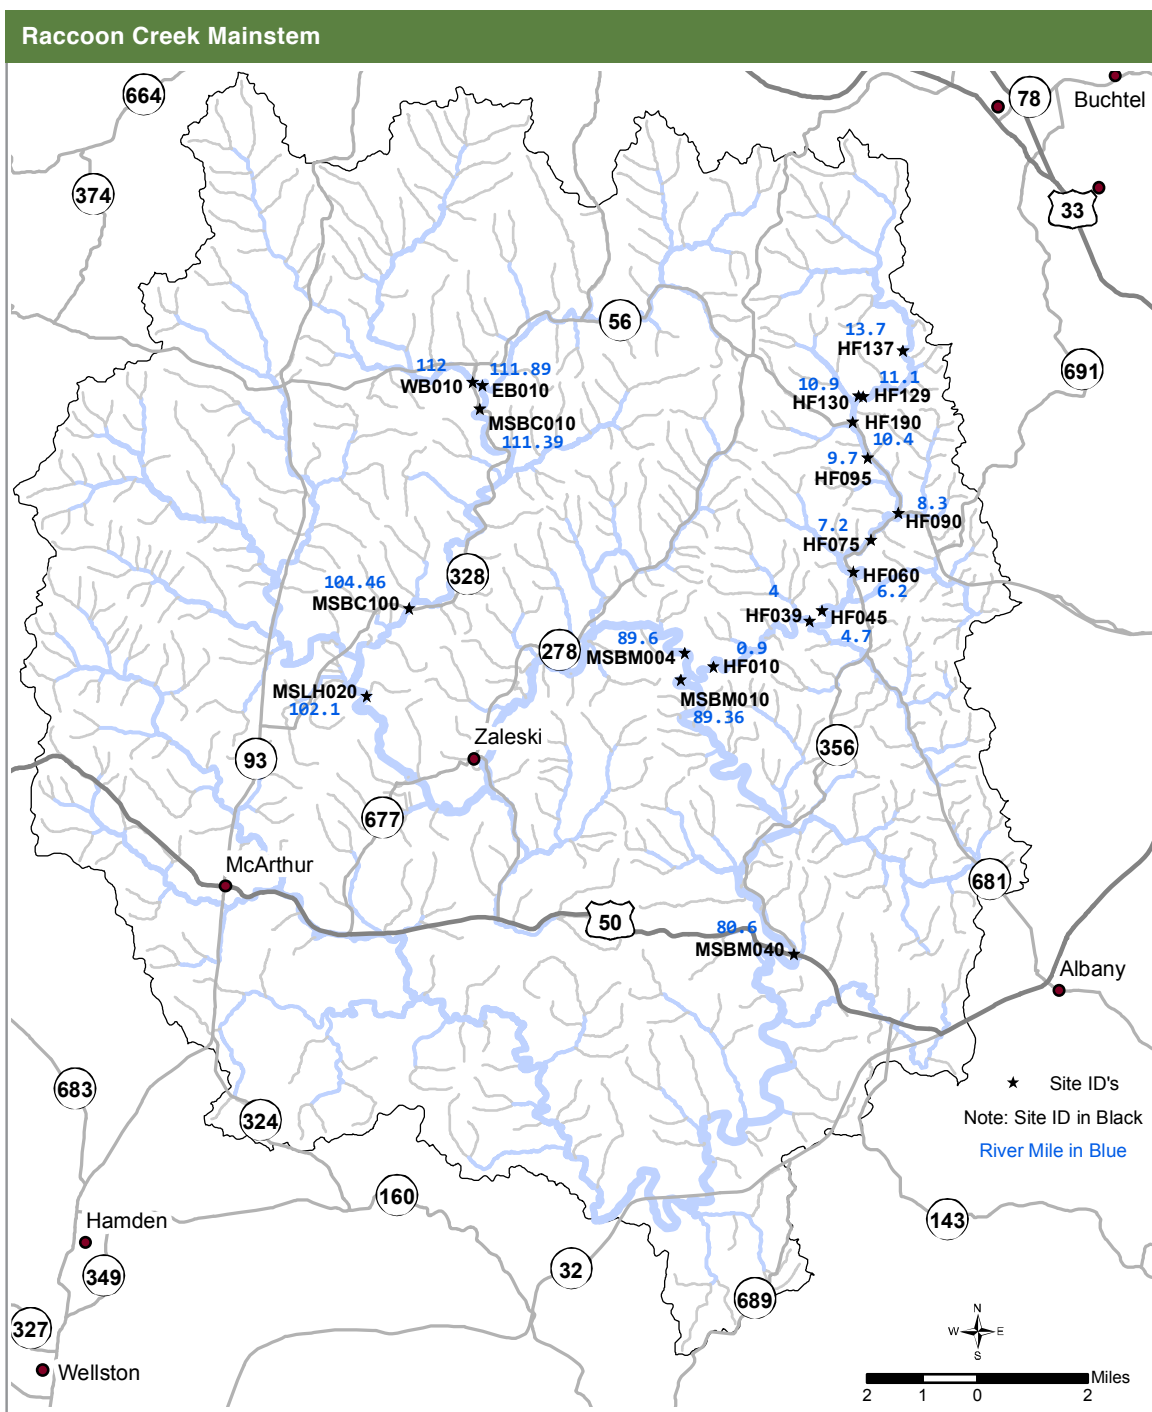 Raccoon Creek Mainstem
664
78
Buchtel
374
33
56
13.7
HF137
691
112
111.89
WB010
EB010
10.9
11.1
HF130
HF129
MSBC010
HF190
111.39
10.4
9.7
HF095
8.3
HF090
7.2
HF075
328
HF060
104.46
MSBC100
4
6.2
HF039
HF045
4.7
278
89.6
MSBM004
0.9
HF010
MSLH020
MSBM010
102.1
89.36
Zaleski
93
356
677
McArthur
681
50
80.6
MSBM040
Albany
Site ID's
683
Note: Site ID in Black
324
River Mile in Blue
160
Hamden
143
349
32
689
327
N
W
E
S
Wellston
Miles
2
1
0
2